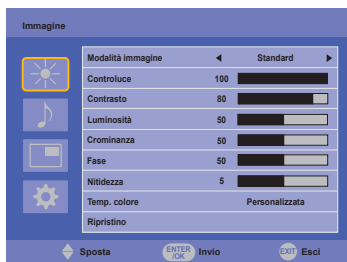 Immagine
Modalità immagine Standard
Controluce 100
Contrasto 80
Luminosità 50
Crominanza 50
Fase 50
Nitidezza 5
Temp. colore Personalizzata
Ripristino
Sposta ENTER /OK Invio EXIT Esci